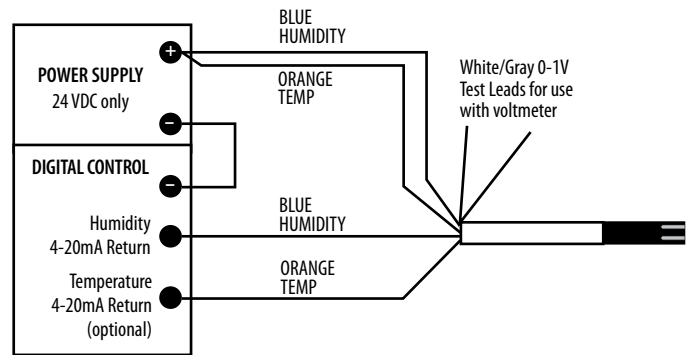 BLUE
HUMIDITY
+
POWER SUPPLY
24 VDC only
ORANGE
TEMP
White/Gray 0-1V
Test Leads for use
with voltmeter
–
DIGITAL CONTROL
–
Humidity
4-20mA Return
BLUE
HUMIDITY
Temperature
4-20mA Return
(optional)
ORANGE
TEMP